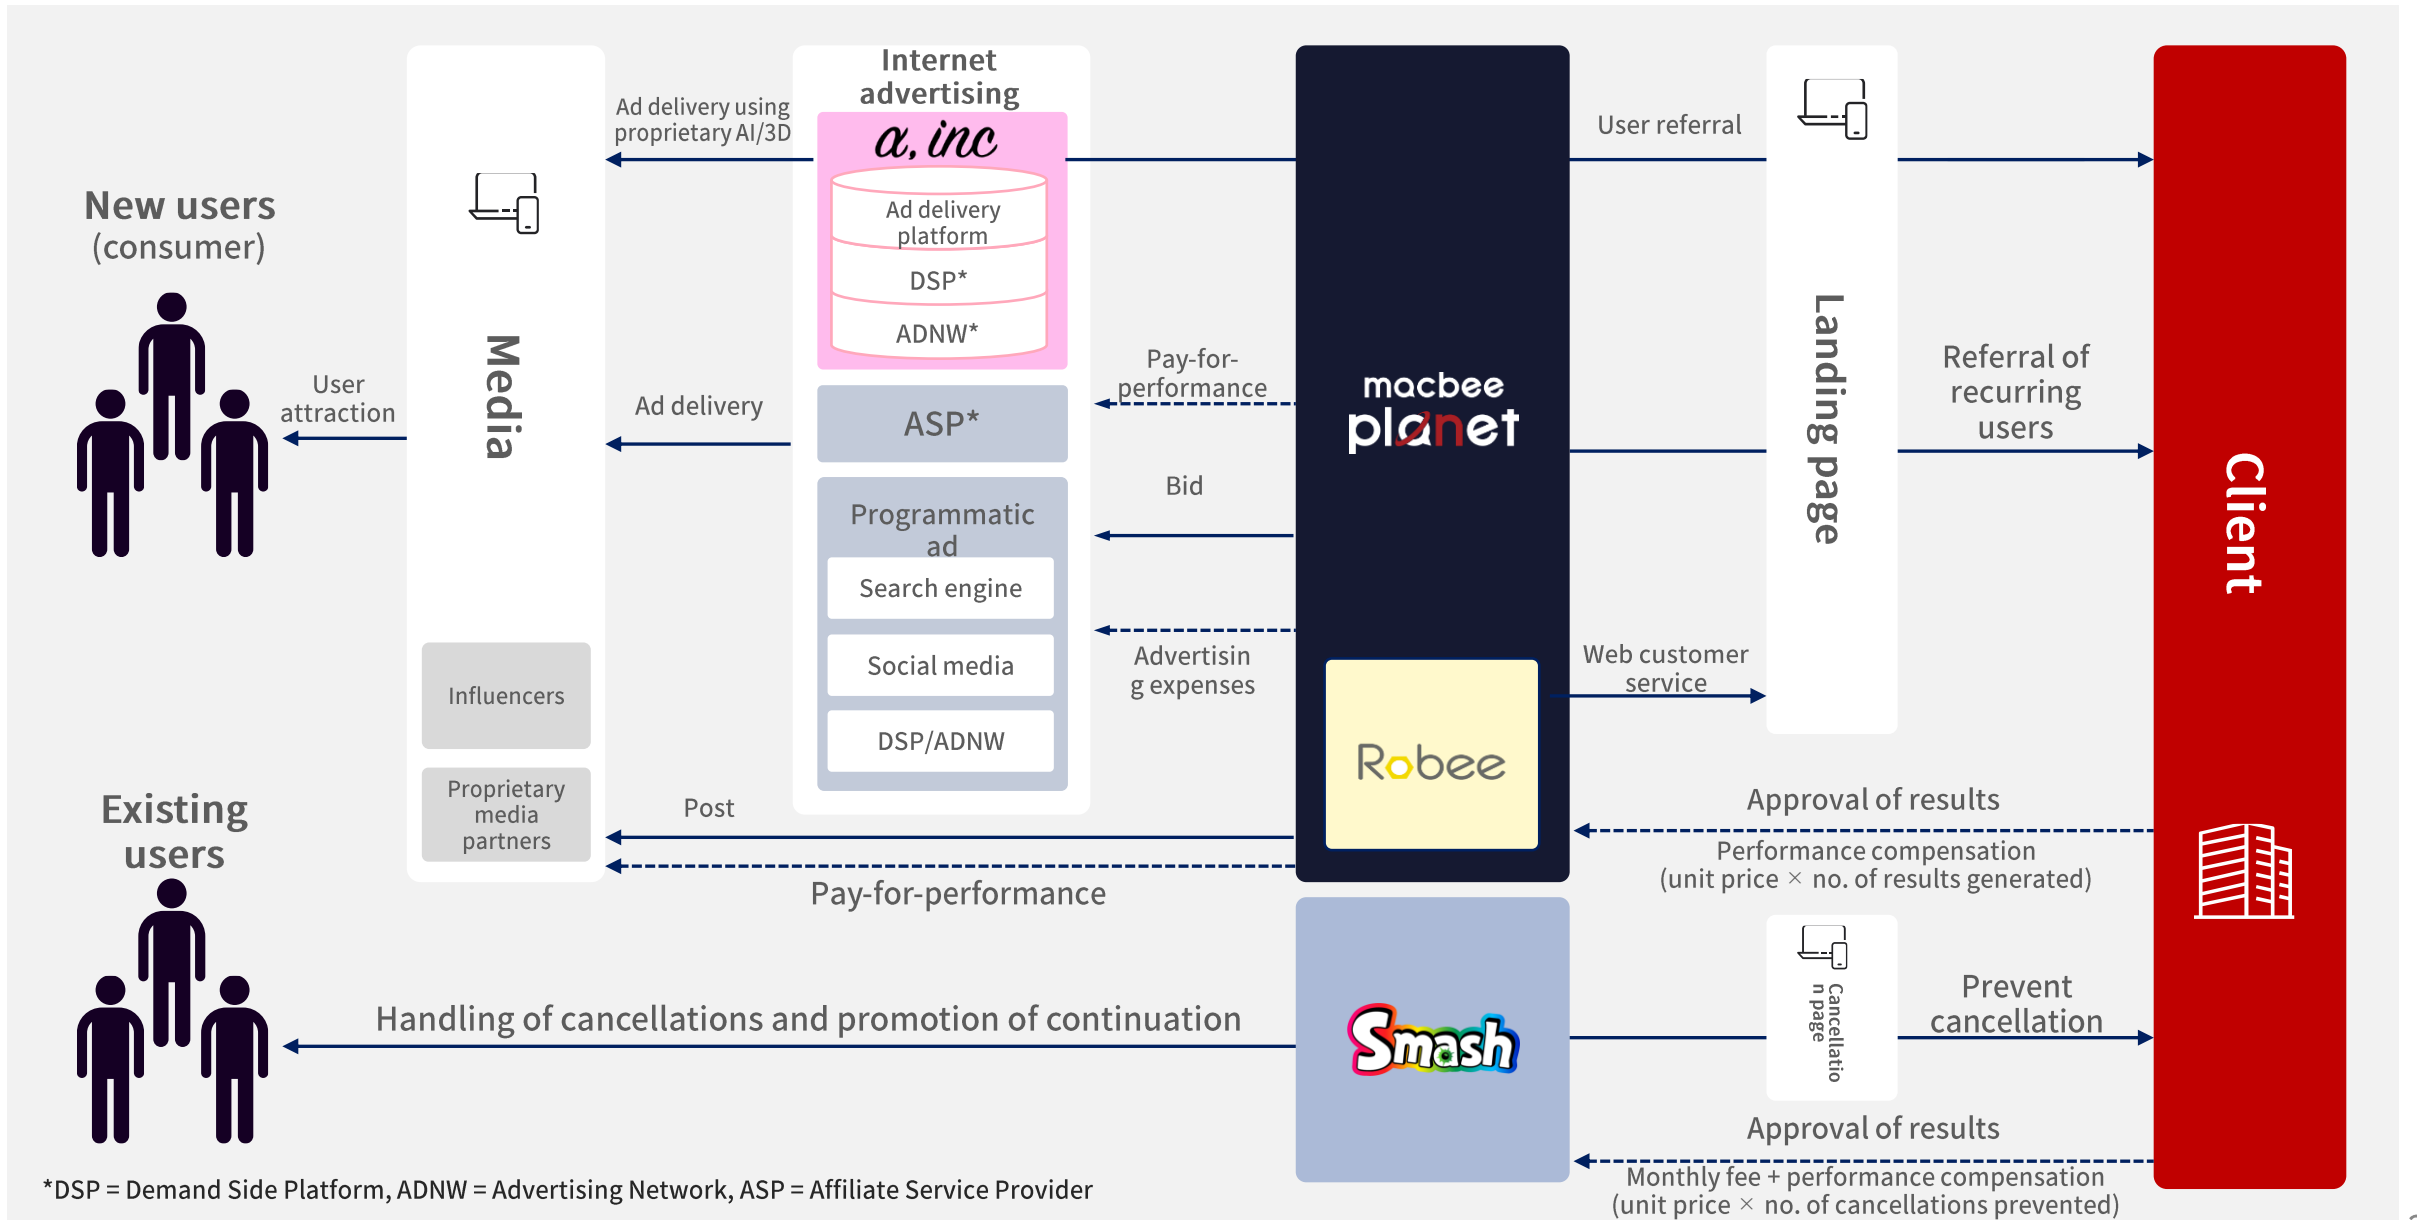 New users
(consumer)
User
attraction
Existing
users
Media
Influencers
Proprietary
media
partners
Ad delivery using
proprietary AI/3D
Ad delivery
Post
Pay-for-performance
Internet
advertising
α, inc
Ad delivery
platform
DSP*
ADNW*
ASP*
Programmatic
ad
Search engine
Social media
DSP/ADNW
Pay-for-
performance
Bid
Advertisin
g expenses
macbee
planet
Robee
User referral
Landing page
Referral of
recurring
users
Web customer
service
Approval of results
Performance compensation
(unit price × no. of results generated)
Client
Handling of cancellations and promotion of continuation
Smash
Cancellatio
n page
Prevent
cancellation
Approval of results
Monthly fee + performance compensation
(unit price × no. of cancellations prevented)
*DSP = Demand Side Platform, ADNW = Advertising Network, ASP = Affiliate Service Provider